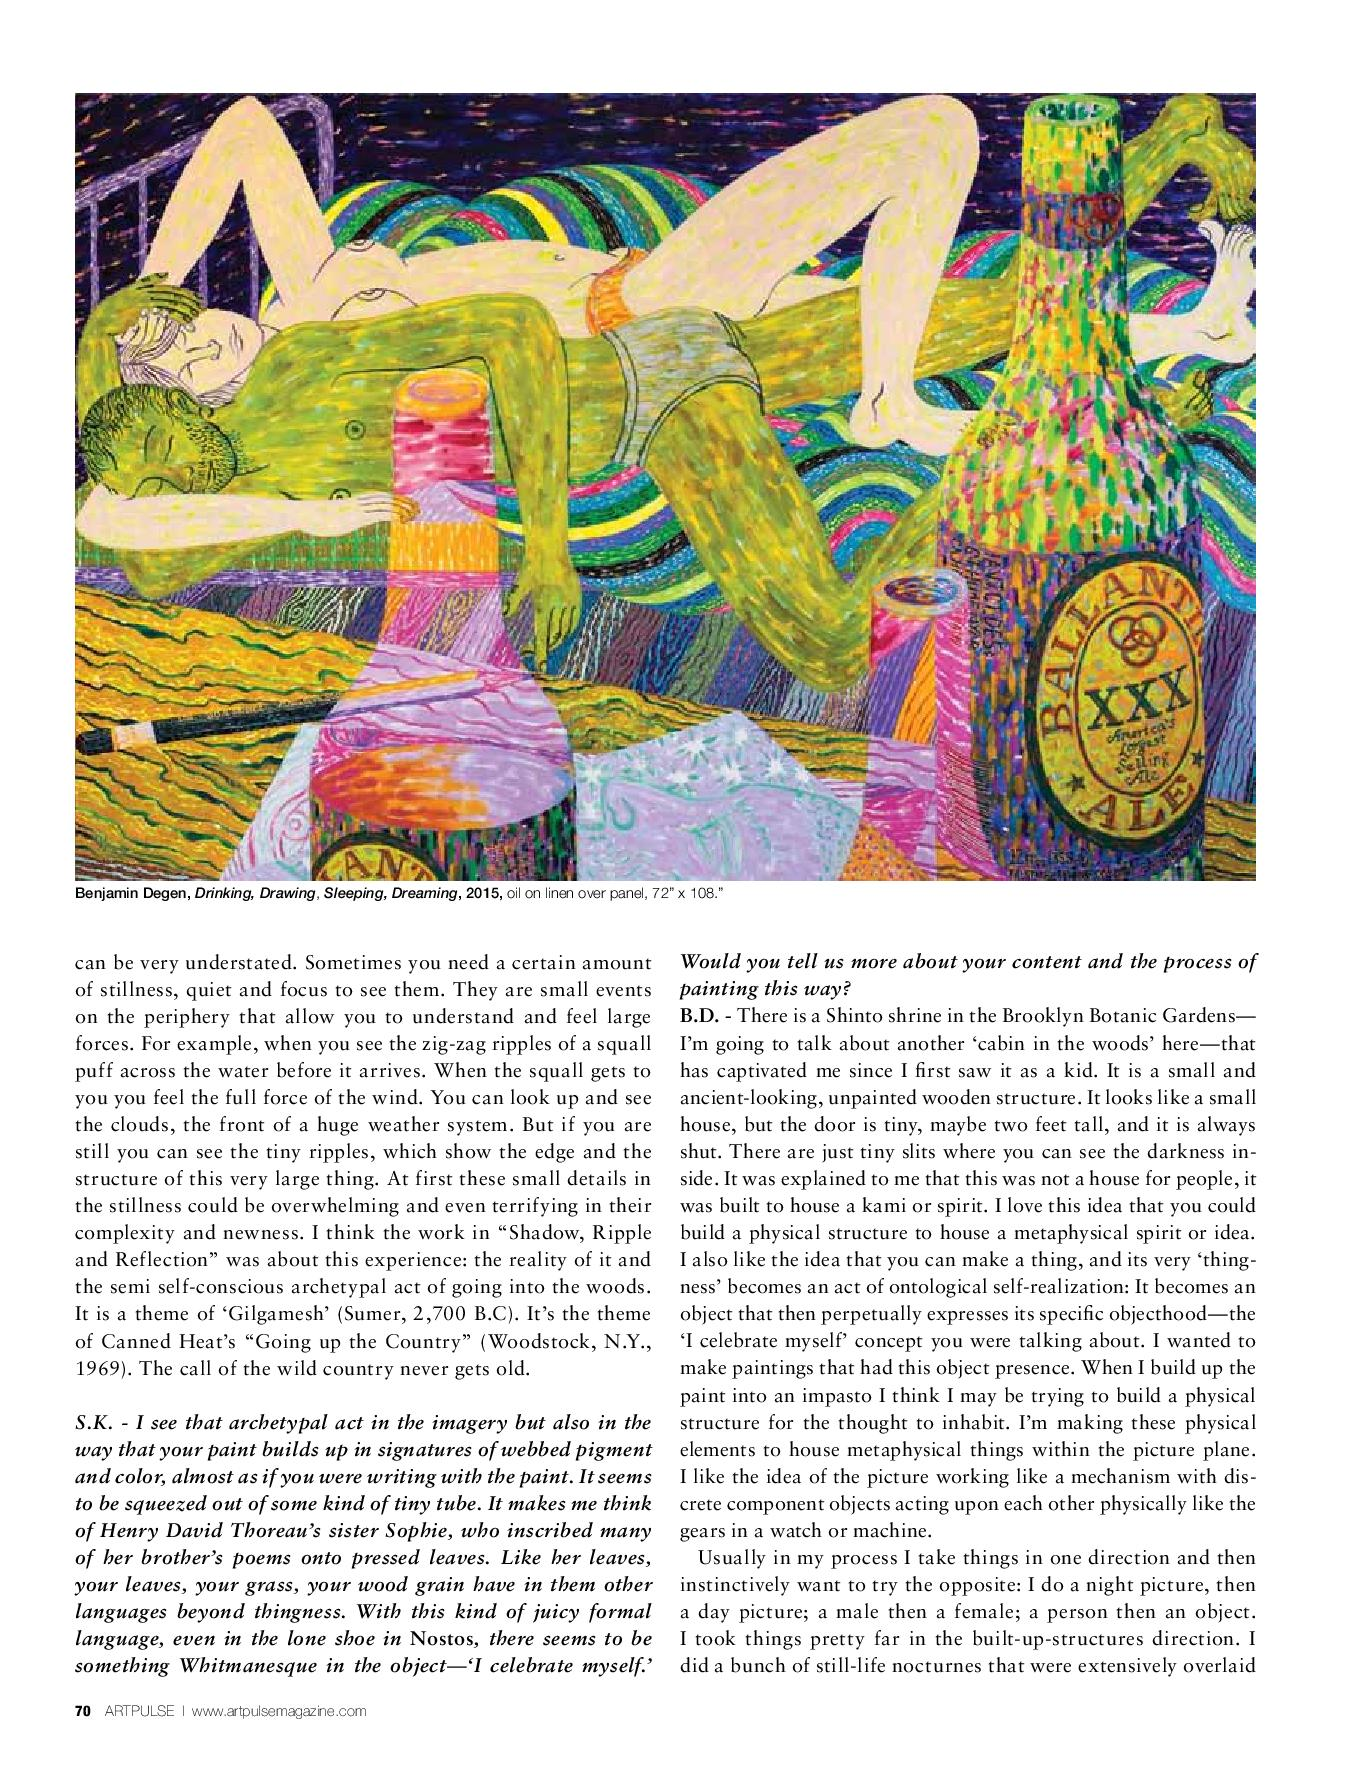 BALLANT
XXX
America's
Largest
Selling
Ale
ALE
ANT
Benjamin Degen, Drinking, Drawing, Sleeping, Dreaming, 2015, oil on linen over panel, 72” x 108.”
can be very understated. Sometimes you need a certain amount
of stillness, quiet and focus to see them. They are small events
on the periphery that allow you to understand and feel large
forces. For example, when you see the zig-zag ripples of a squall
puff across the water before it arrives. When the squall gets to
you you feel the full force of the wind. You can look up and see
the clouds, the front of a huge weather system. But if you are
still you can see the tiny ripples, which show the edge and the
structure of this very large thing. At first these small details in
the stillness could be overwhelming and even terrifying in their
complexity and newness. I think the work in “Shadow, Ripple
and Reflection” was about this experience: the reality of it and
the semi self-conscious archetypal act of going into the woods.
It is a theme of ‘Gilgamesh’ (Sumer, 2,700 B.C). It’s the theme
of Canned Heat’s “Going up the Country” (Woodstock, N.Y.,
1969). The call of the wild country never gets old.
S.K. - I see that archetypal act in the imagery but also in the
way that your paint builds up in signatures of webbed pigment
and color, almost as if you were writing with the paint. It seems
to be squeezed out of some kind of tiny tube. It makes me think
of Henry David Thoreau’s sister Sophie, who inscribed many
of her brother’s poems onto pressed leaves. Like her leaves,
your leaves, your grass, your wood grain have in them other
languages beyond thingness. With this kind of juicy formal
language, even in the lone shoe in Nostos, there seems to be
something Whitmanesque in the object—‘I celebrate myself.’
Would you tell us more about your content and the process of
painting this way?
B.D. - There is a Shinto shrine in the Brooklyn Botanic Gardens—
I’m going to talk about another ‘cabin in the woods’ here—that
has captivated me since I first saw it as a kid. It is a small and
ancient-looking, unpainted wooden structure. It looks like a small
house, but the door is tiny, maybe two feet tall, and it is always
shut. There are just tiny slits where you can see the darkness in-
side. It was explained to me that this was not a house for people, it
was built to house a kami or spirit. I love this idea that you could
build a physical structure to house a metaphysical spirit or idea.
I also like the idea that you can make a thing, and its very ‘thing-
ness’ becomes an act of ontological self-realization: It becomes an
object that then perpetually expresses its specific objecthood—the
‘I celebrate myself’ concept you were talking about. I wanted to
make paintings that had this object presence. When I build up the
paint into an impasto I think I may be trying to build a physical
structure for the thought to inhabit. I’m making these physical
elements to house metaphysical things within the picture plane.
I like the idea of the picture working like a mechanism with dis-
crete component objects acting upon each other physically like the
gears in a watch or machine.
Usually in my process I take things in one direction and then
instinctively want to try the opposite: I do a night picture, then
a day picture; a male then a female; a person then an object.
I took things pretty far in the built-up-structures direction. I
did a bunch of still-life nocturnes that were extensively overlaid
70 ARTPULSE | www.artpulsemagazine.com